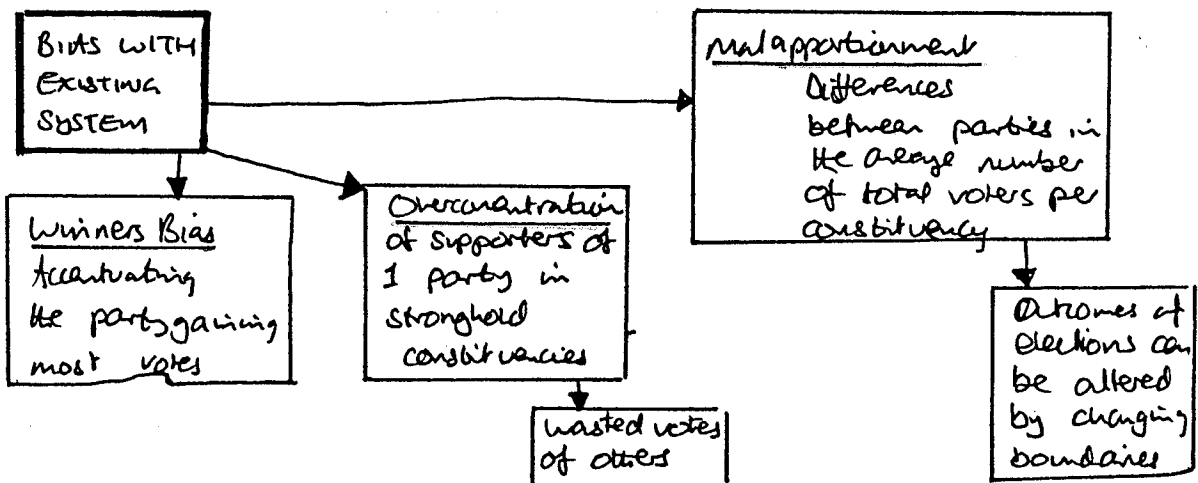 BIAS WITH
EXISTING
SYSTEM
Malapportionment
Differences
between parties in
the average number
of total voters per
constituency
Winners Bias
Accentuating
the party gaining
most votes
Overconcentration
of supporters of
1 party in
stronghold
constituencies
wasted votes
of others
Outcomes of
elections can
be altered
by changing
boundaries